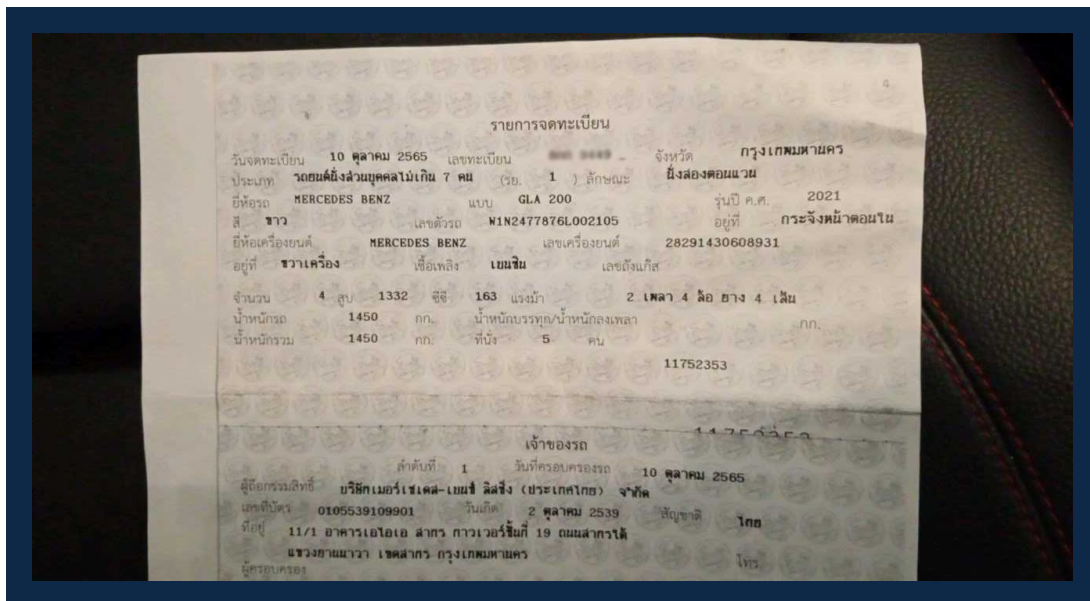 4
รายการจดทะเบียน
วันจดทะเบียน 10 ตุลาคม 2565 เลขทะเบียน จังหวัด กรุงเทพมหานคร
ประเภท รถยนต์นั่งส่วนบุคคลไม่เกิน 7 คน (รย. 1 ) ลักษณะ นั่งสองตอนแวน
ยี่ห้อรถ MERCEDES BENZ แบบ GLA 200 รุ่นปี ค.ศ. 2021
สี ขาว เลขตัวรถ W1N2477876L002105 อยู่ที่ กระจังหน้าตอนใน
ยี่ห้อเครื่องยนต์ MERCEDES BENZ เลขเครื่องยนต์ 28291430608931
อยู่ที่ ขวาเครื่อง เชื้อเพลิง เบนซิน เลขถังแก๊ส
จำนวน 4 สูบ 1332 ซีซี 163 แรงม้า 2 เพลา 4 ล้อ ยาง 4 เส้น
น้ำหนักรถ 1450 กก. น้ำหนักบรรทุก/น้ำหนักลงเพลา กก.
น้ำหนักรวม 1450 กก. ที่นั่ง 5 คน
11752353
เจ้าของรถ
ลำดับที่ 1 วันที่ครอบครองรถ 10 ตุลาคม 2565
ผู้ถือกรรมสิทธิ์ บริษัทเมอร์เซเดส-เบนซ์ ลิสซิ่ง (ประเทศไทย) จำกัด
เลขที่บัตร 0105539109901 วันเกิด 2 ตุลาคม 2539 สัญชาติ ไทย
ที่อยู่ 11/1 อาคารเอไอเอ สาทร ทาวเวอร์ชั้นที่ 19 ถนนสาทรใต้
แขวงยานนาวา เขตสาทร กรุงเทพมหานคร โทร
ผู้ครอบครอง